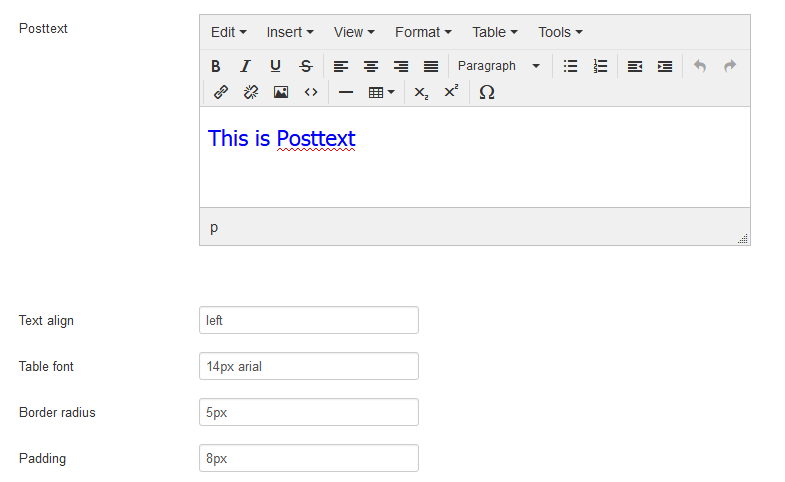 Posttext
Edit Insert View Format Table Tools
B I U S Paragraph
Ω
This is Posttext
p
Text align left
Table font 14px arial
Border radius 5px
Padding 8px